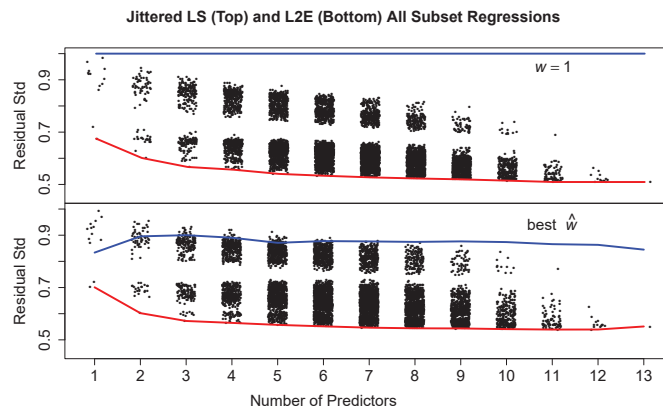 Jittered LS (Top) and L2E (Bottom) All Subset Regressions
Residual Std
0.5 0.7 0.9
w = 1
Residual Std
0.5 0.7 0.9
best ŵ
1 2 3 4 5 6 7 8 9 10 11 12 13
Number of Predictors